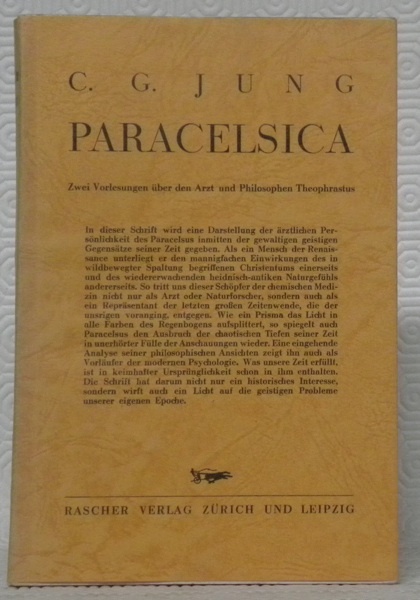 C. G. JUNG
PARACELSICA
Zwei Vorlesungen über den Arzt und Philosophen Theophrastus
In dieser Schrift wird eine Darstellung der ärztlichen Per-
sönlichkeit des Paracelsus inmitten der gewaltigen geistigen
Gegensätze seiner Zeit gegeben. Als ein Mensch der Renais-
sance unterliegt er den mannigfachen Einwirkungen des in
wildbewegter Spaltung begriffenen Christentums einerseits
und des wiedererwachenden heidnisch-antiken Naturgefühls
andererseits. So tritt uns dieser Schöpfer der chemischen Medi-
zin nicht nur als Arzt oder Naturforscher, sondern auch als
ein Repräsentant der letzten großen Zeitenwende, die der
unsrigen voranging, entgegen. Wie ein Prisma das Licht in
alle Farben des Regenbogens aufsplittert, so spiegelt auch
Paracelsus den Ausbruch der chaotischen Tiefen seiner Zeit
in unerhörter Fülle der Anschauungen wieder. Eine eingehende
Analyse seiner philosophischen Ansichten zeigt ihn auch als
Vorläufer der modernen Psychologie. Was unsere Zeit erfüllt,
ist in keimhafter Ursprünglichkeit schon in ihm enthalten.
Die Schrift hat darum nicht nur ein historisches Interesse,
sondern wirft auch ein Licht auf die geistigen Probleme
unserer eigenen Epoche.
RASCHER VERLAG ZÜRICH UND LEIPZIG